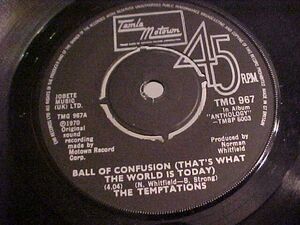 Tamla Motown
45 RPM
TMG 967
In Album
"ANTHOLOGY"
-TMSP 6003
JOBETE
MUSIC
(UK) LTD.
TMG 967A
℗1970
Original
sound
recording
made by
Motown Record
Corp.
Produced by
Norman
Whitfield
BALL OF CONFUSION (THAT'S WHAT
THE WORLD IS TODAY)
(4.04) (N. Whitfield—B. Strong)
THE TEMPTATIONS